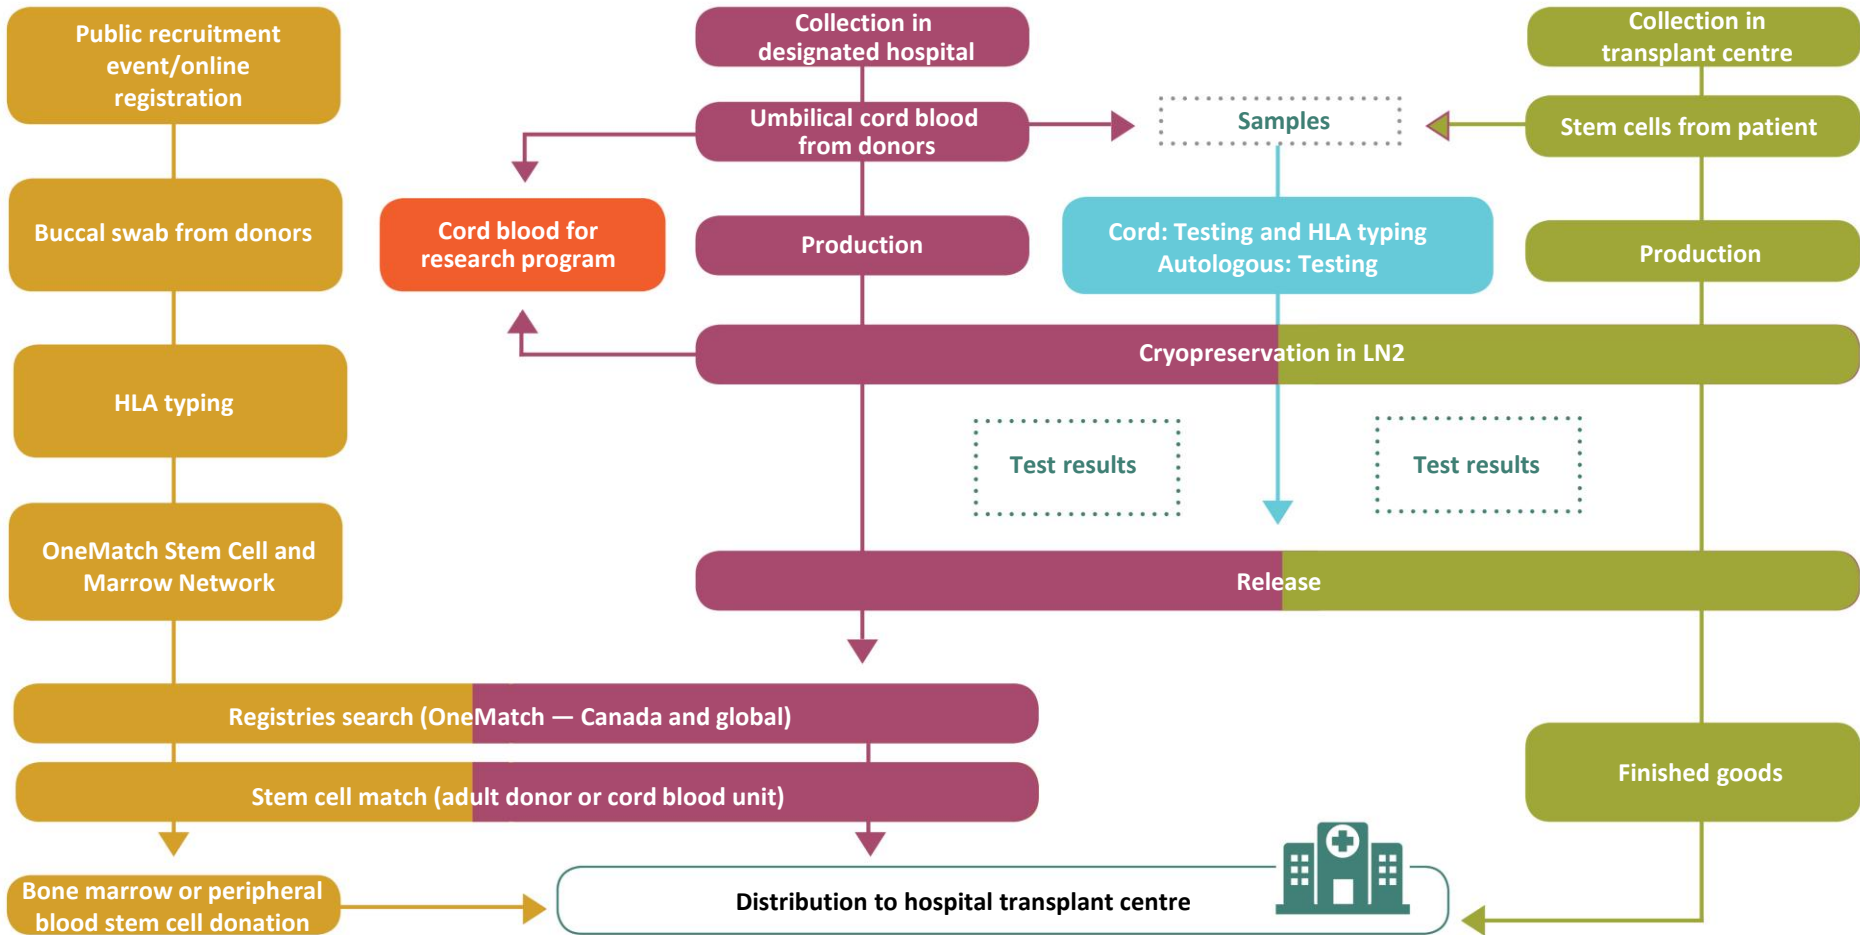 Public recruitment
event/online
registration
Collection in
designated hospital
Collection in
transplant centre
Umbilical cord blood
from donors
Samples
Stem cells from patient
Buccal swab from donors
Cord blood for
research program
Production
Cord: Testing and HLA typing
Autologous: Testing
Production
Cryopreservation in LN2
HLA typing
Test results
Test results
OneMatch Stem Cell and
Marrow Network
Release
Registries search (OneMatch — Canada and global)
Stem cell match (adult donor or cord blood unit)
Finished goods
Bone marrow or peripheral
blood stem cell donation
Distribution to hospital transplant centre